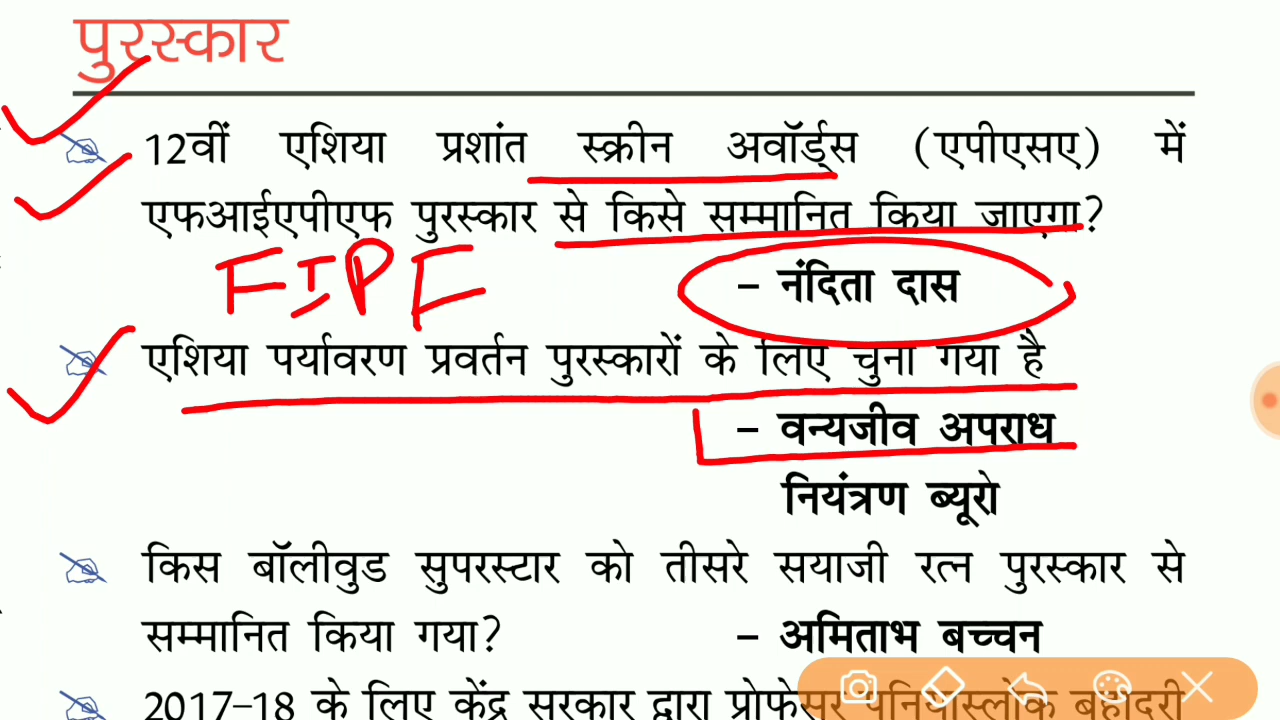 पुरस्कार
12वीं एशिया प्रशांत स्क्रीन अवॉर्ड्स (एपीएसए) में
एफआईएपीएफ पुरस्कार से किसे सम्मानित किया जाएगा?
FIPF
– नंदिता दास
एशिया पर्यावरण प्रवर्तन पुरस्कारों के लिए चुना गया है
– वन्यजीव अपराध
नियंत्रण ब्यूरो
किस बॉलीवुड सुपरस्टार को तीसरे सयाजी रत्न पुरस्कार से
सम्मानित किया गया?
– अमिताभ बच्चन
2017–18 के लिए केंद्र सरकार द्वारा प्रोफेसर